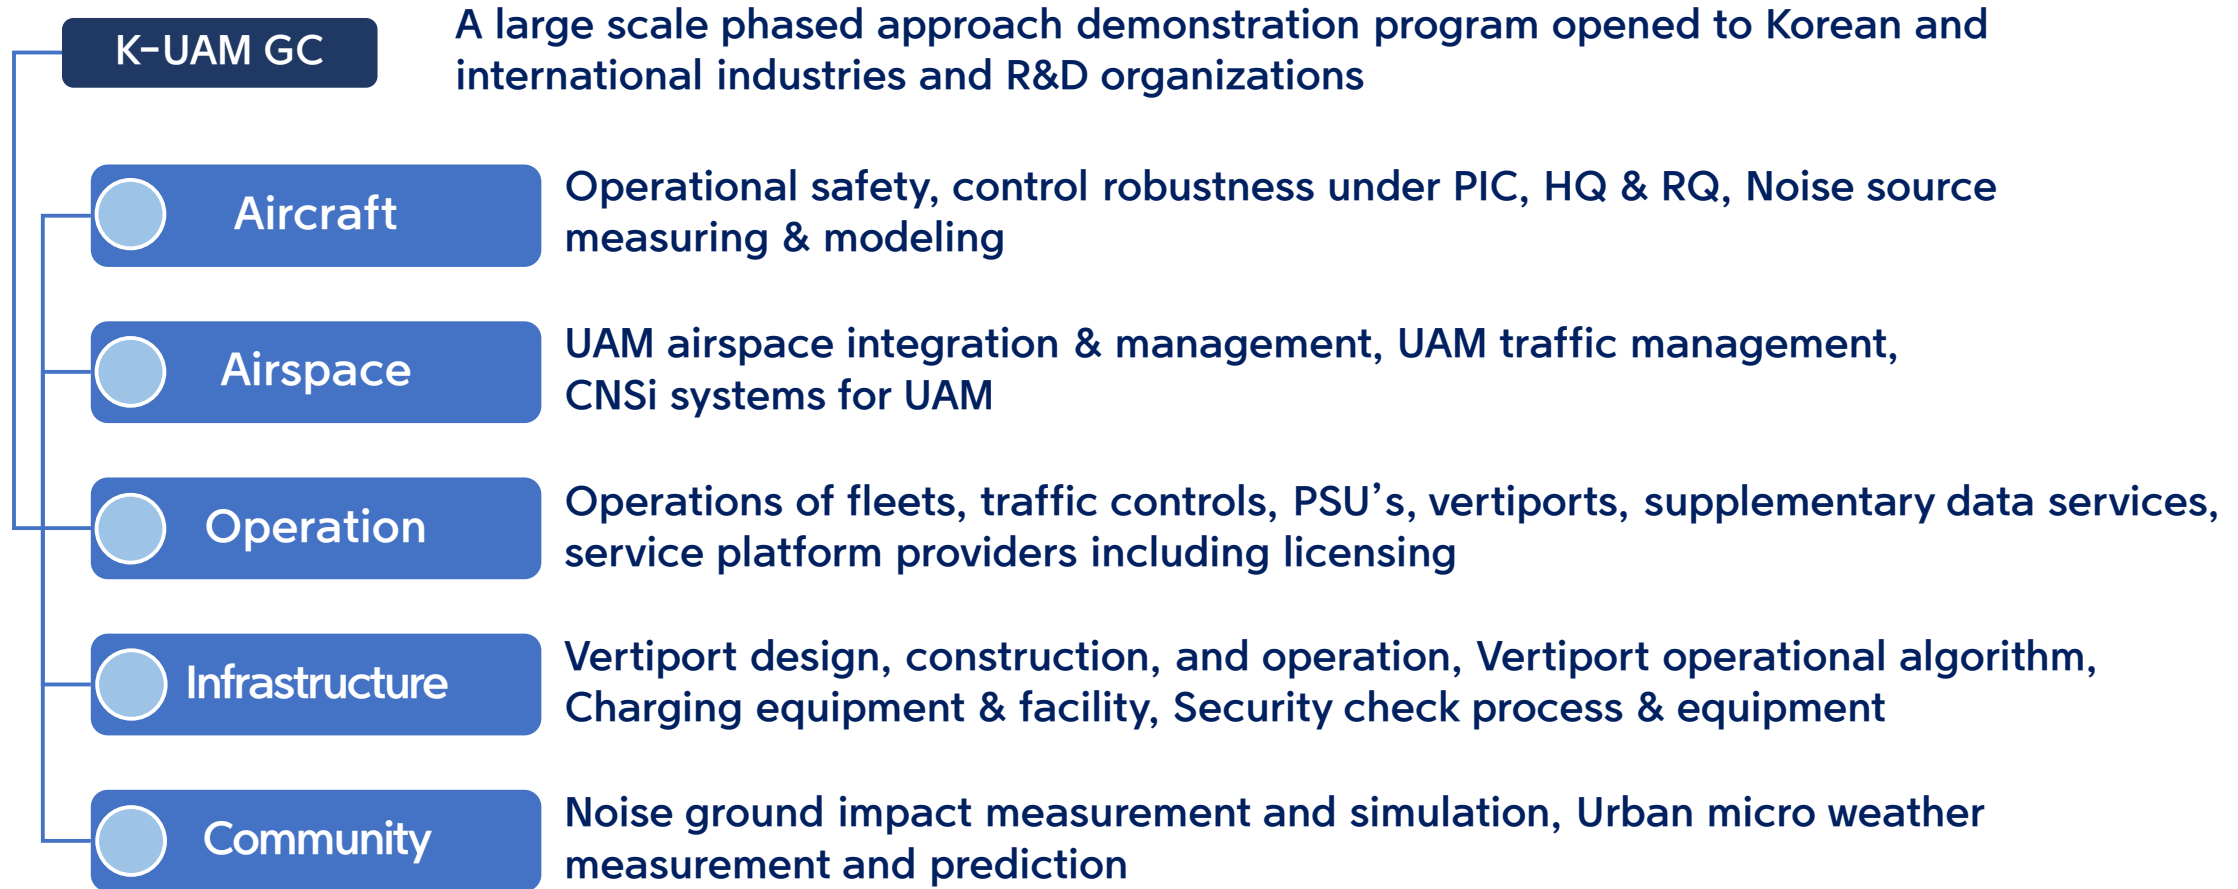 K-UAM GC
A large scale phased approach demonstration program opened to Korean and
international industries and R&D organizations
Aircraft
Operational safety, control robustness under PIC, HQ & RQ, Noise source
measuring & modeling
Airspace
UAM airspace integration & management, UAM traffic management,
CNSi systems for UAM
Operation
Operations of fleets, traffic controls, PSU’s, vertiports, supplementary data services,
service platform providers including licensing
Infrastructure
Vertiport design, construction, and operation, Vertiport operational algorithm,
Charging equipment & facility, Security check process & equipment
Community
Noise ground impact measurement and simulation, Urban micro weather
measurement and prediction